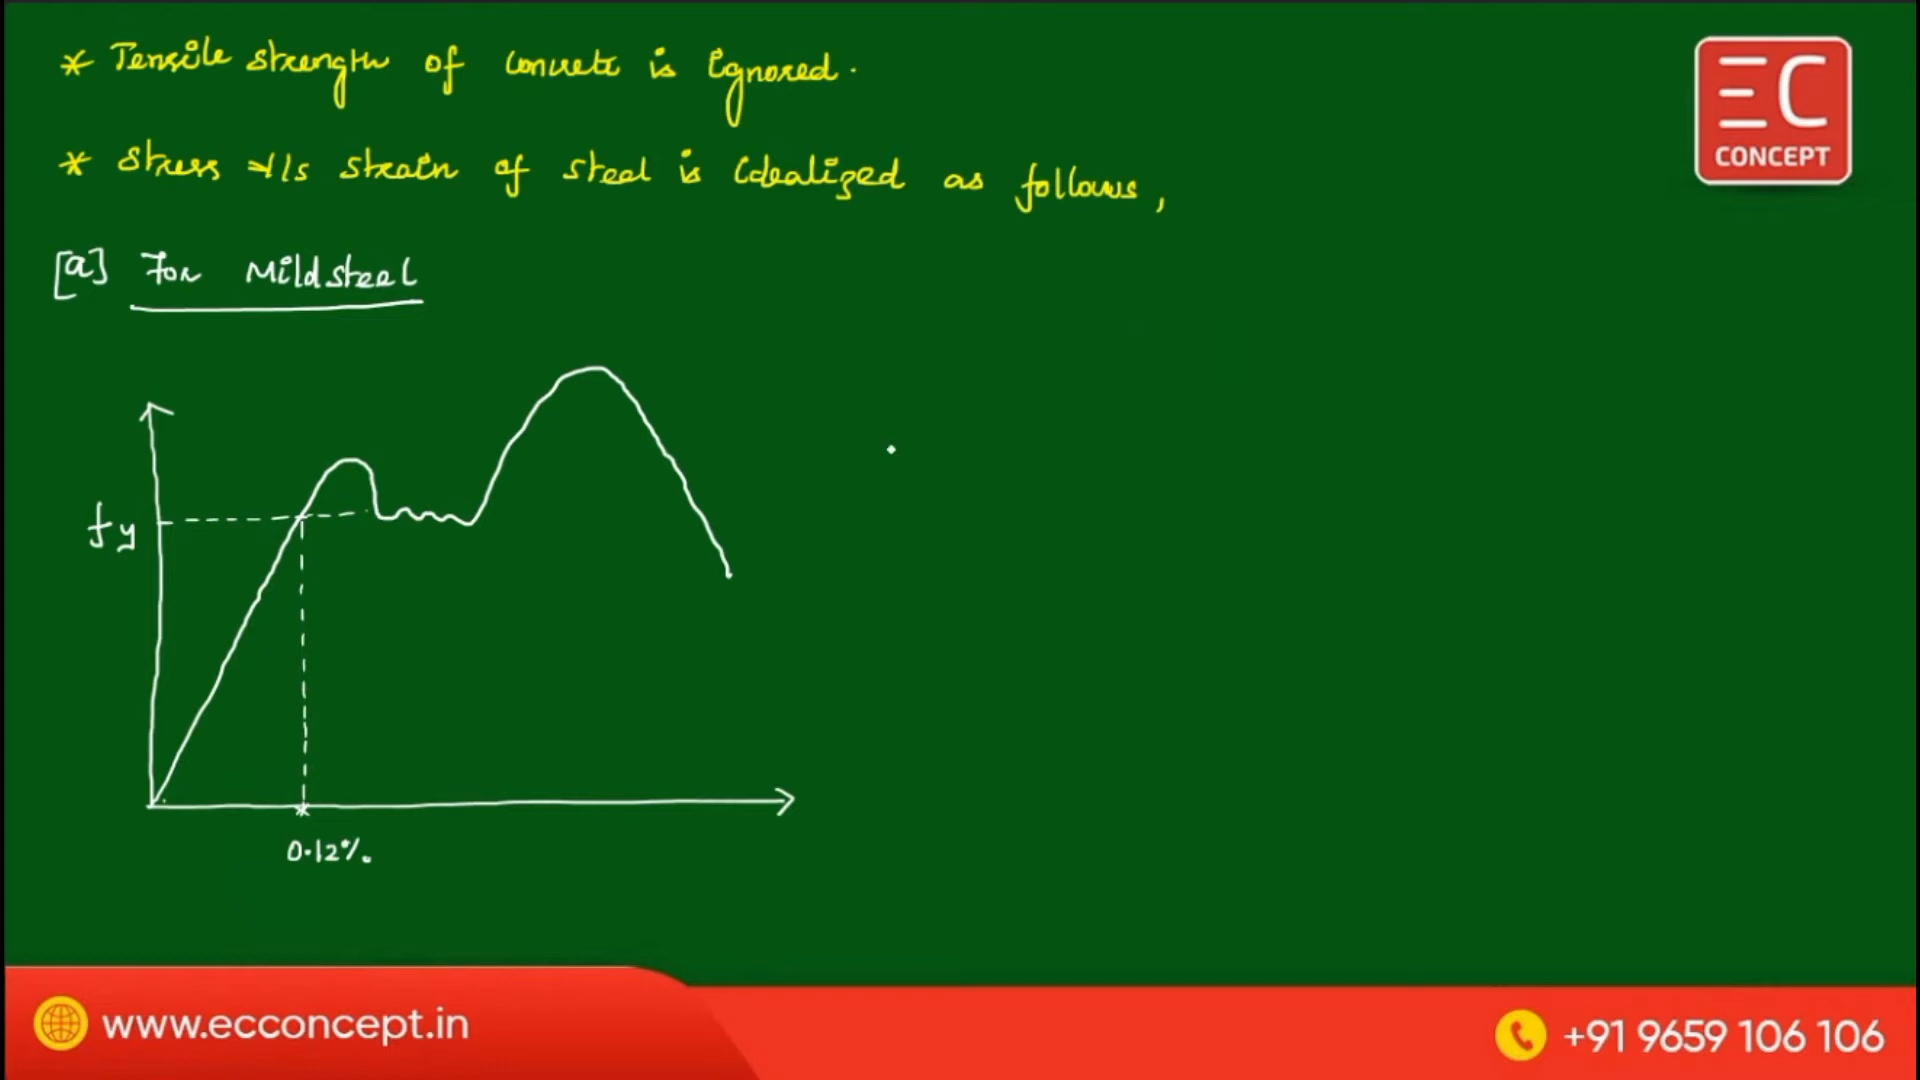 * Tensile strength of concrete is ignored.
EC
CONCEPT
* Stress v/s strain of steel is idealized as follows,
[a] For Mild steel
fy
0.12%.
www.ecconcept.in
+91 9659 106 106